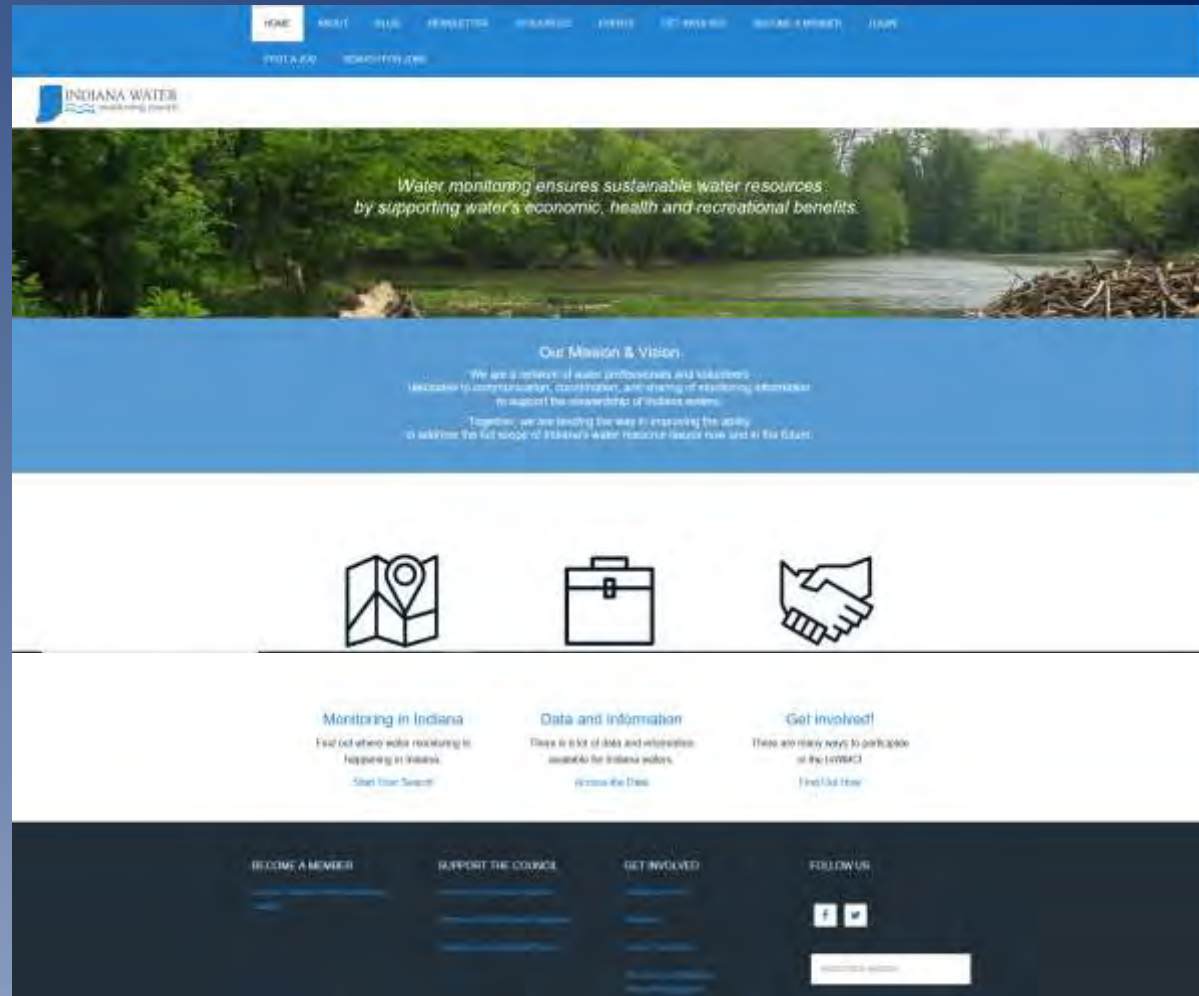 HOME ABOUT BLOG NEWSLETTER RESOURCES EVENTS GET INVOLVED BECOME A MEMBER LOGIN
POST A JOB SEARCH FOR JOBS
INDIANA WATER
monitoring council
Water monitoring ensures sustainable water resources
by supporting water's economic, health and recreational benefits.
Our Mission & Vision
We are a network of water professionals and volunteers
dedicated to communication, coordination, and sharing of monitoring information
to support the stewardship of Indiana waters.
Together, we are leading the way in improving the ability
to address the full scope of Indiana's water resource issues now and in the future.
Monitoring in Indiana
Find out where water monitoring is
happening in Indiana.
Start Your Search
Data and Information
There is a lot of data and information
available for Indiana waters.
Access the Data
Get involved!
There are many ways to participate
in the InWMC!
Find Out How
BECOME A MEMBER
SUPPORT THE COUNCIL
GET INVOLVED
FOLLOW US